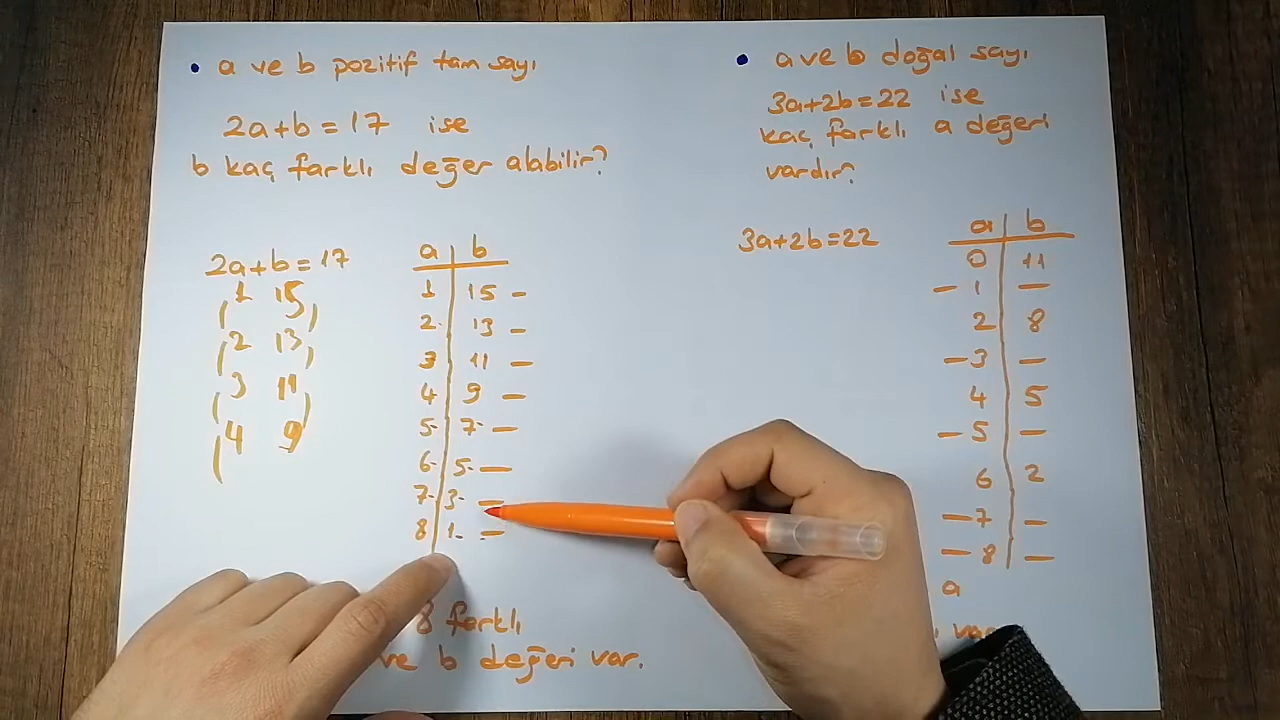 • a ve b pozitif tam sayı
2a+b=17 ise
b kaç farklı değer alabilir?
2a+b=17
(1 15)
(2 13)
(3 11)
(4 9)
a b
1 15 –
2 13 –
3 11 –
4 9 –
5 7 –
6 5 –
7 3 –
8 1 –
8 farklı
ve b değeri var.
• a ve b doğal sayı
3a+2b=22 ise
kaç farklı a değeri
vardır?
3a+2b=22
a b
0 11
– 1 –
2 8
– 3 –
4 5
– 5 –
6 2
– 7 –
– 8 –
a
var